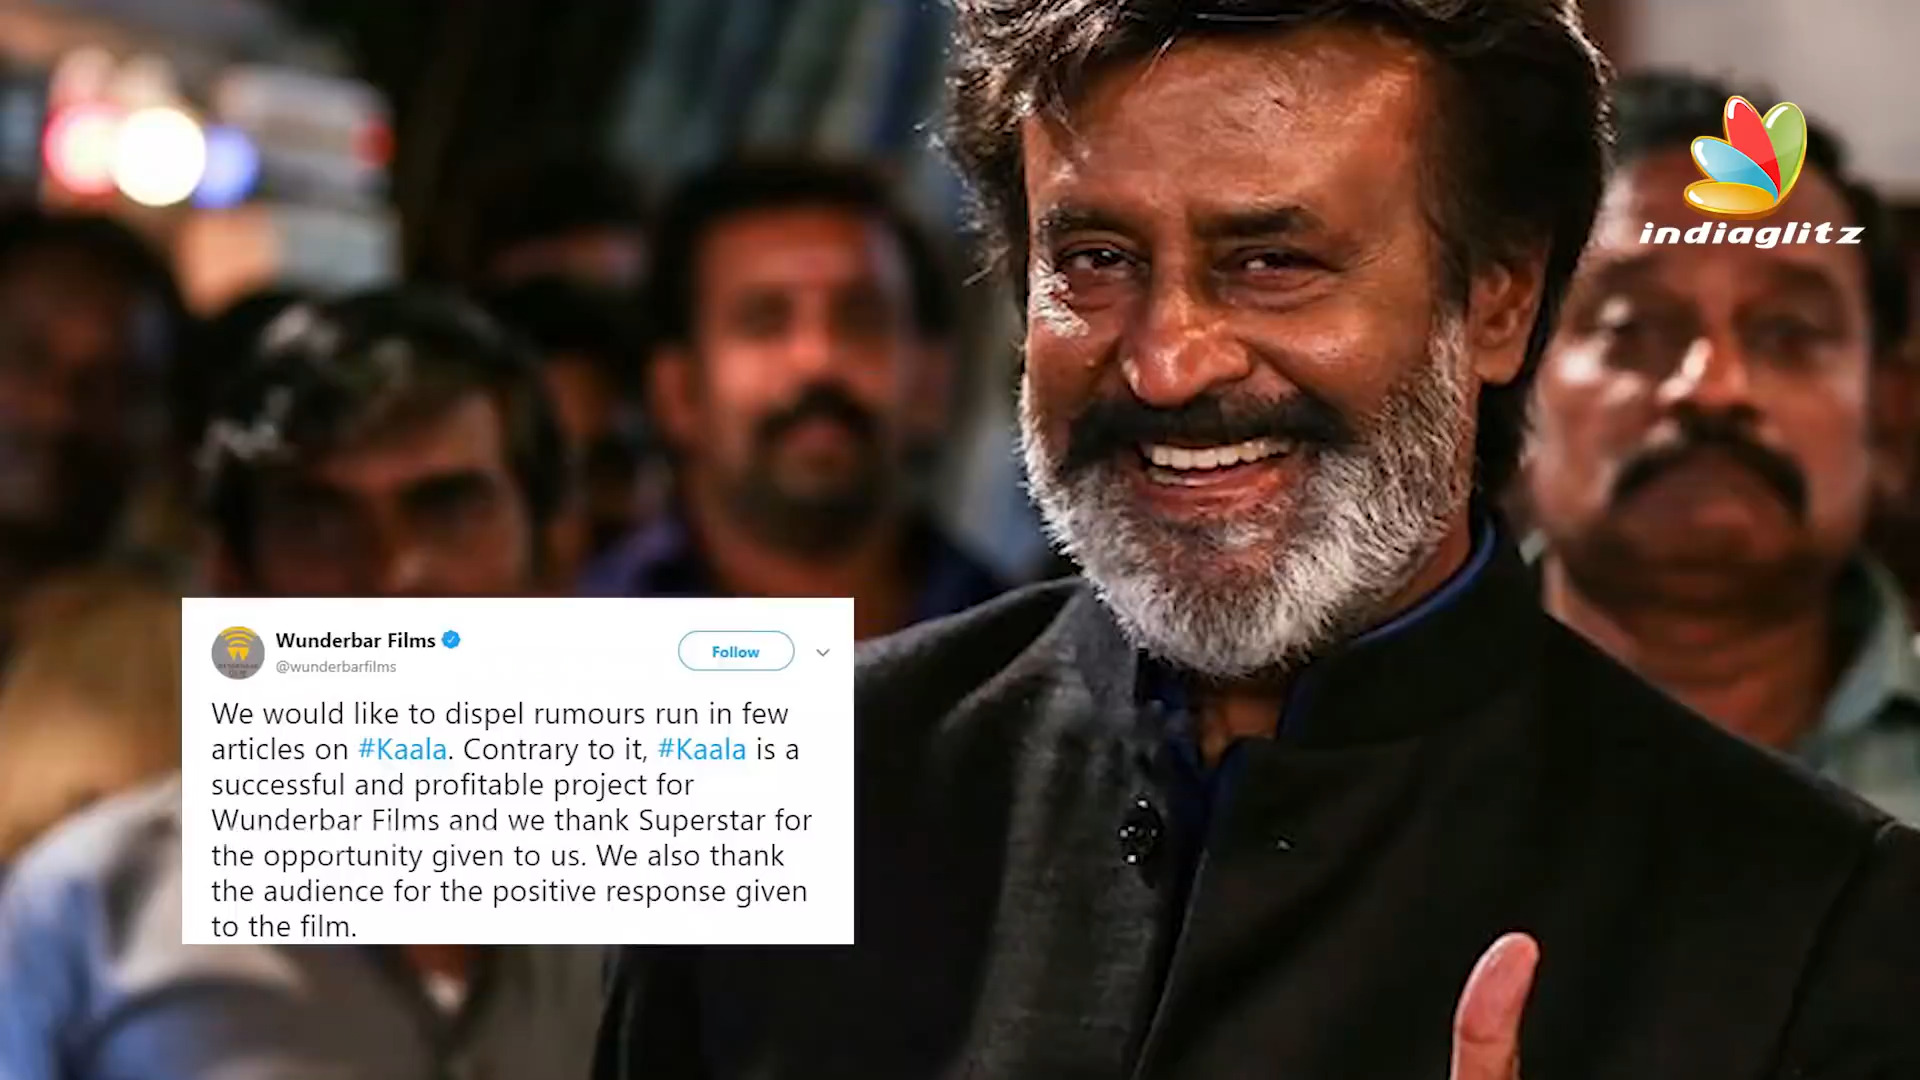 indiaglitz
Wunderbar Films
@wunderbarfilms
Follow
We would like to dispel rumours run in few
articles on #Kaala. Contrary to it, #Kaala is a
successful and profitable project for
Wunderbar Films and we thank Superstar for
the opportunity given to us. We also thank
the audience for the positive response given
to the film.